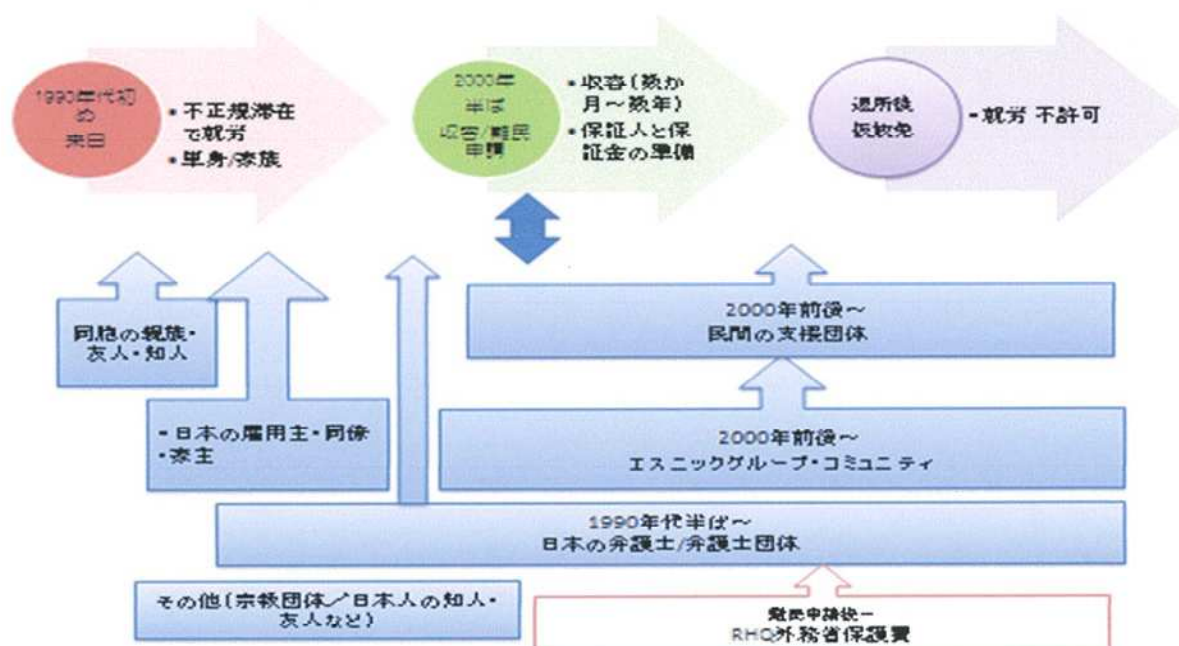 1990年代初
め
来日
・不正規滞在
で就労
・単身/家族
2000年
半ば
収容/難民
申請
・収容(数か
月～数年)
・保証人と保
証金の準備
退所後
仮放免
・就労 不許可
同胞の親族・
友人・知人
・日本の雇用主・同僚
・家主
2000年前後～
民間の支援団体
2000年前後～
エスニックグループ・コミュニティ
1990年代半ば～
日本の弁護士/弁護士団体
その他(宗教団体／日本人の知人・
友人など)
難民申請後－
RHQ外務省保護費